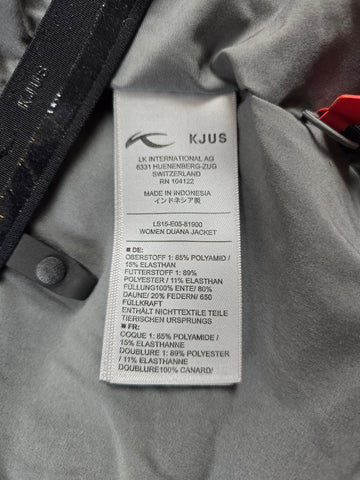 KJUS
KJUS
LK INTERNATIONAL AG
6331 HUENENBERG-ZUG
SWITZERLAND
RN 104122
MADE IN INDONESIA
インドネシア製
LS15-E05-81900
WOMEN DUANA JACKET
DE:
OBERSTOFF 1: 85% POLYAMID /
15% ELASTHAN
FUTTERSTOFF 1: 89%
POLYESTER / 11% ELASTHAN
FÜLLUNG100% ENTE/ 80%
DAUNE/ 20% FEDERN/ 650
FÜLLKRAFT
ENTHÄLT NICHTTEXTILE TEILE
TIERISCHEN URSPRUNGS
FR:
COQUE 1: 85% POLYAMIDE /
15% ELASTHANNE
DOUBLURE 1: 89% POLYESTER
/ 11% ELASTHANNE
DOUBLURE100% CANARD/